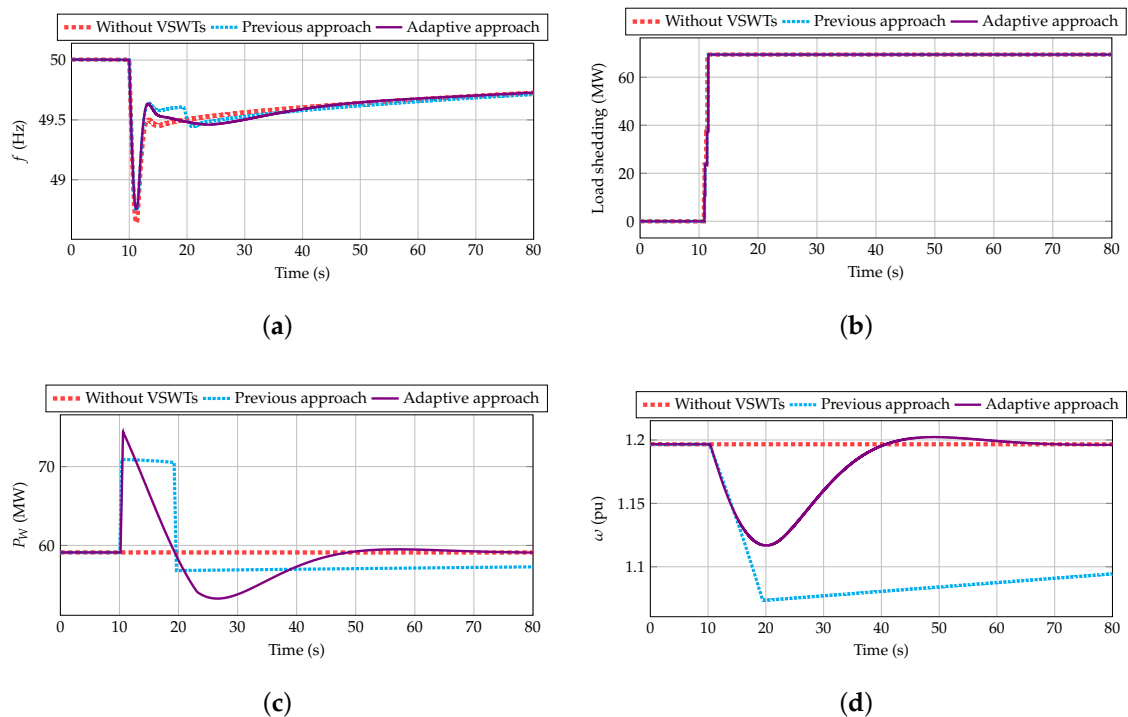 (a)
Without VSWTs Previous approach Adaptive approach
50
49.5
49
f (Hz)
0 10 20 30 40 50 60 70 80
Time (s)
(b)
Without VSWTs Previous approach Adaptive approach
60
40
20
0
Load shedding (MW)
0 10 20 30 40 50 60 70 80
Time (s)
(c)
Without VSWTs Previous approach Adaptive approach
70
60
P_W (MW)
0 10 20 30 40 50 60 70 80
Time (s)
(d)
Without VSWTs Previous approach Adaptive approach
1.2
1.15
1.1
ω (pu)
0 10 20 30 40 50 60 70 80
Time (s)